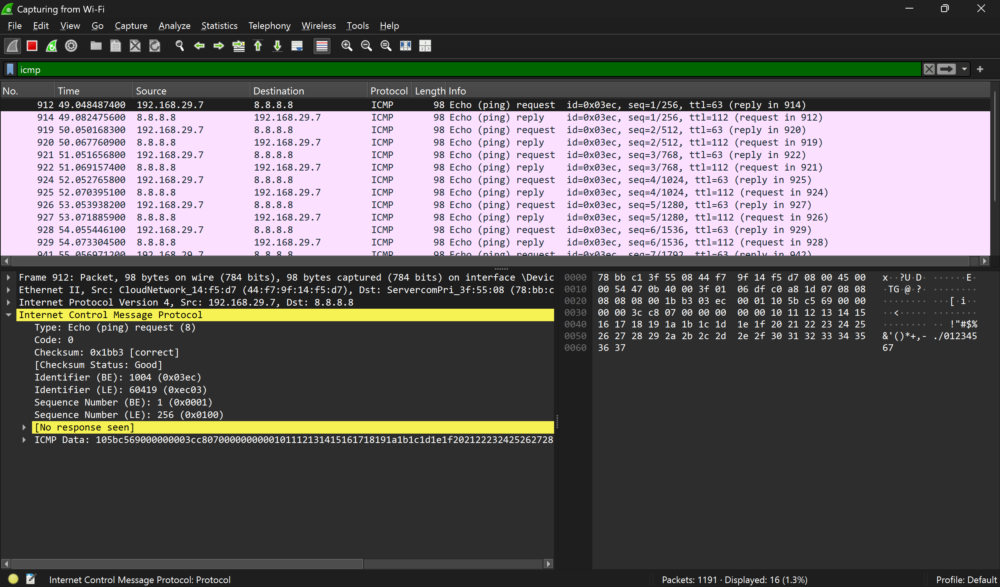 Capturing from Wi-Fi
File Edit View Go Capture Analyze Statistics Telephony Wireless Tools Help
icmp
No. Time Source Destination Protocol Length Info
912 49.048487400 192.168.29.7 8.8.8.8 ICMP 98 Echo (ping) request id=0x03ec, seq=1/256, ttl=63 (reply in 914)
914 49.082475600 8.8.8.8 192.168.29.7 ICMP 98 Echo (ping) reply id=0x03ec, seq=1/256, ttl=112 (request in 912)
919 50.050168300 192.168.29.7 8.8.8.8 ICMP 98 Echo (ping) request id=0x03ec, seq=2/512, ttl=63 (reply in 920)
920 50.067760900 8.8.8.8 192.168.29.7 ICMP 98 Echo (ping) reply id=0x03ec, seq=2/512, ttl=112 (request in 919)
921 51.051656800 192.168.29.7 8.8.8.8 ICMP 98 Echo (ping) request id=0x03ec, seq=3/768, ttl=63 (reply in 922)
922 51.069157400 8.8.8.8 192.168.29.7 ICMP 98 Echo (ping) reply id=0x03ec, seq=3/768, ttl=112 (request in 921)
924 52.052765800 192.168.29.7 8.8.8.8 ICMP 98 Echo (ping) request id=0x03ec, seq=4/1024, ttl=63 (reply in 925)
925 52.070395100 8.8.8.8 192.168.29.7 ICMP 98 Echo (ping) reply id=0x03ec, seq=4/1024, ttl=112 (request in 924)
926 53.053938200 192.168.29.7 8.8.8.8 ICMP 98 Echo (ping) request id=0x03ec, seq=5/1280, ttl=63 (reply in 927)
927 53.071885900 8.8.8.8 192.168.29.7 ICMP 98 Echo (ping) reply id=0x03ec, seq=5/1280, ttl=112 (request in 926)
928 54.055446100 192.168.29.7 8.8.8.8 ICMP 98 Echo (ping) request id=0x03ec, seq=6/1536, ttl=63 (reply in 929)
929 54.073304500 8.8.8.8 192.168.29.7 ICMP 98 Echo (ping) reply id=0x03ec, seq=6/1536, ttl=112 (request in 928)
941 55.056971200 192.168.29.7 8.8.8.8 ICMP 98 Echo (ping) request id=0x03ec, seq=7/1792, ttl=63 (reply in 942)
Frame 912: Packet, 98 bytes on wire (784 bits), 98 bytes captured (784 bits) on interface \Devic
Ethernet II, Src: CloudNetwork_14:f5:d7 (44:f7:9f:14:f5:d7), Dst: ServercomPri_3f:55:08 (78:bb:c
Internet Protocol Version 4, Src: 192.168.29.7, Dst: 8.8.8.8
Internet Control Message Protocol
Type: Echo (ping) request (8)
Code: 0
Checksum: 0x1bb3 [correct]
[Checksum Status: Good]
Identifier (BE): 1004 (0x03ec)
Identifier (LE): 60419 (0xec03)
Sequence Number (BE): 1 (0x0001)
Sequence Number (LE): 256 (0x0100)
[No response seen]
ICMP Data: 105bc569000000003cc8070000000000101112131415161718191a1b1c1d1e1f202122232425262728
0000 78 bb c1 3f 55 08 44 f7 9f 14 f5 d7 08 00 45 00 x··?U·D· ······E·
0010 00 54 47 0b 40 00 3f 01 06 df c0 a8 1d 07 08 08 ·TG·@·?· ········
0020 08 08 08 00 1b b3 03 ec 00 01 10 5b c5 69 00 00 ········ ···[·i··
0030 00 00 3c c8 07 00 00 00 00 00 10 11 12 13 14 15 ··<····· ········
0040 16 17 18 19 1a 1b 1c 1d 1e 1f 20 21 22 23 24 25 ········ ·· !"#$%
0050 26 27 28 29 2a 2b 2c 2d 2e 2f 30 31 32 33 34 35 &'()*+,- ./012345
0060 36 37 67
Internet Control Message Protocol: Protocol
Packets: 1191 · Displayed: 16 (1.3%)
Profile: Default